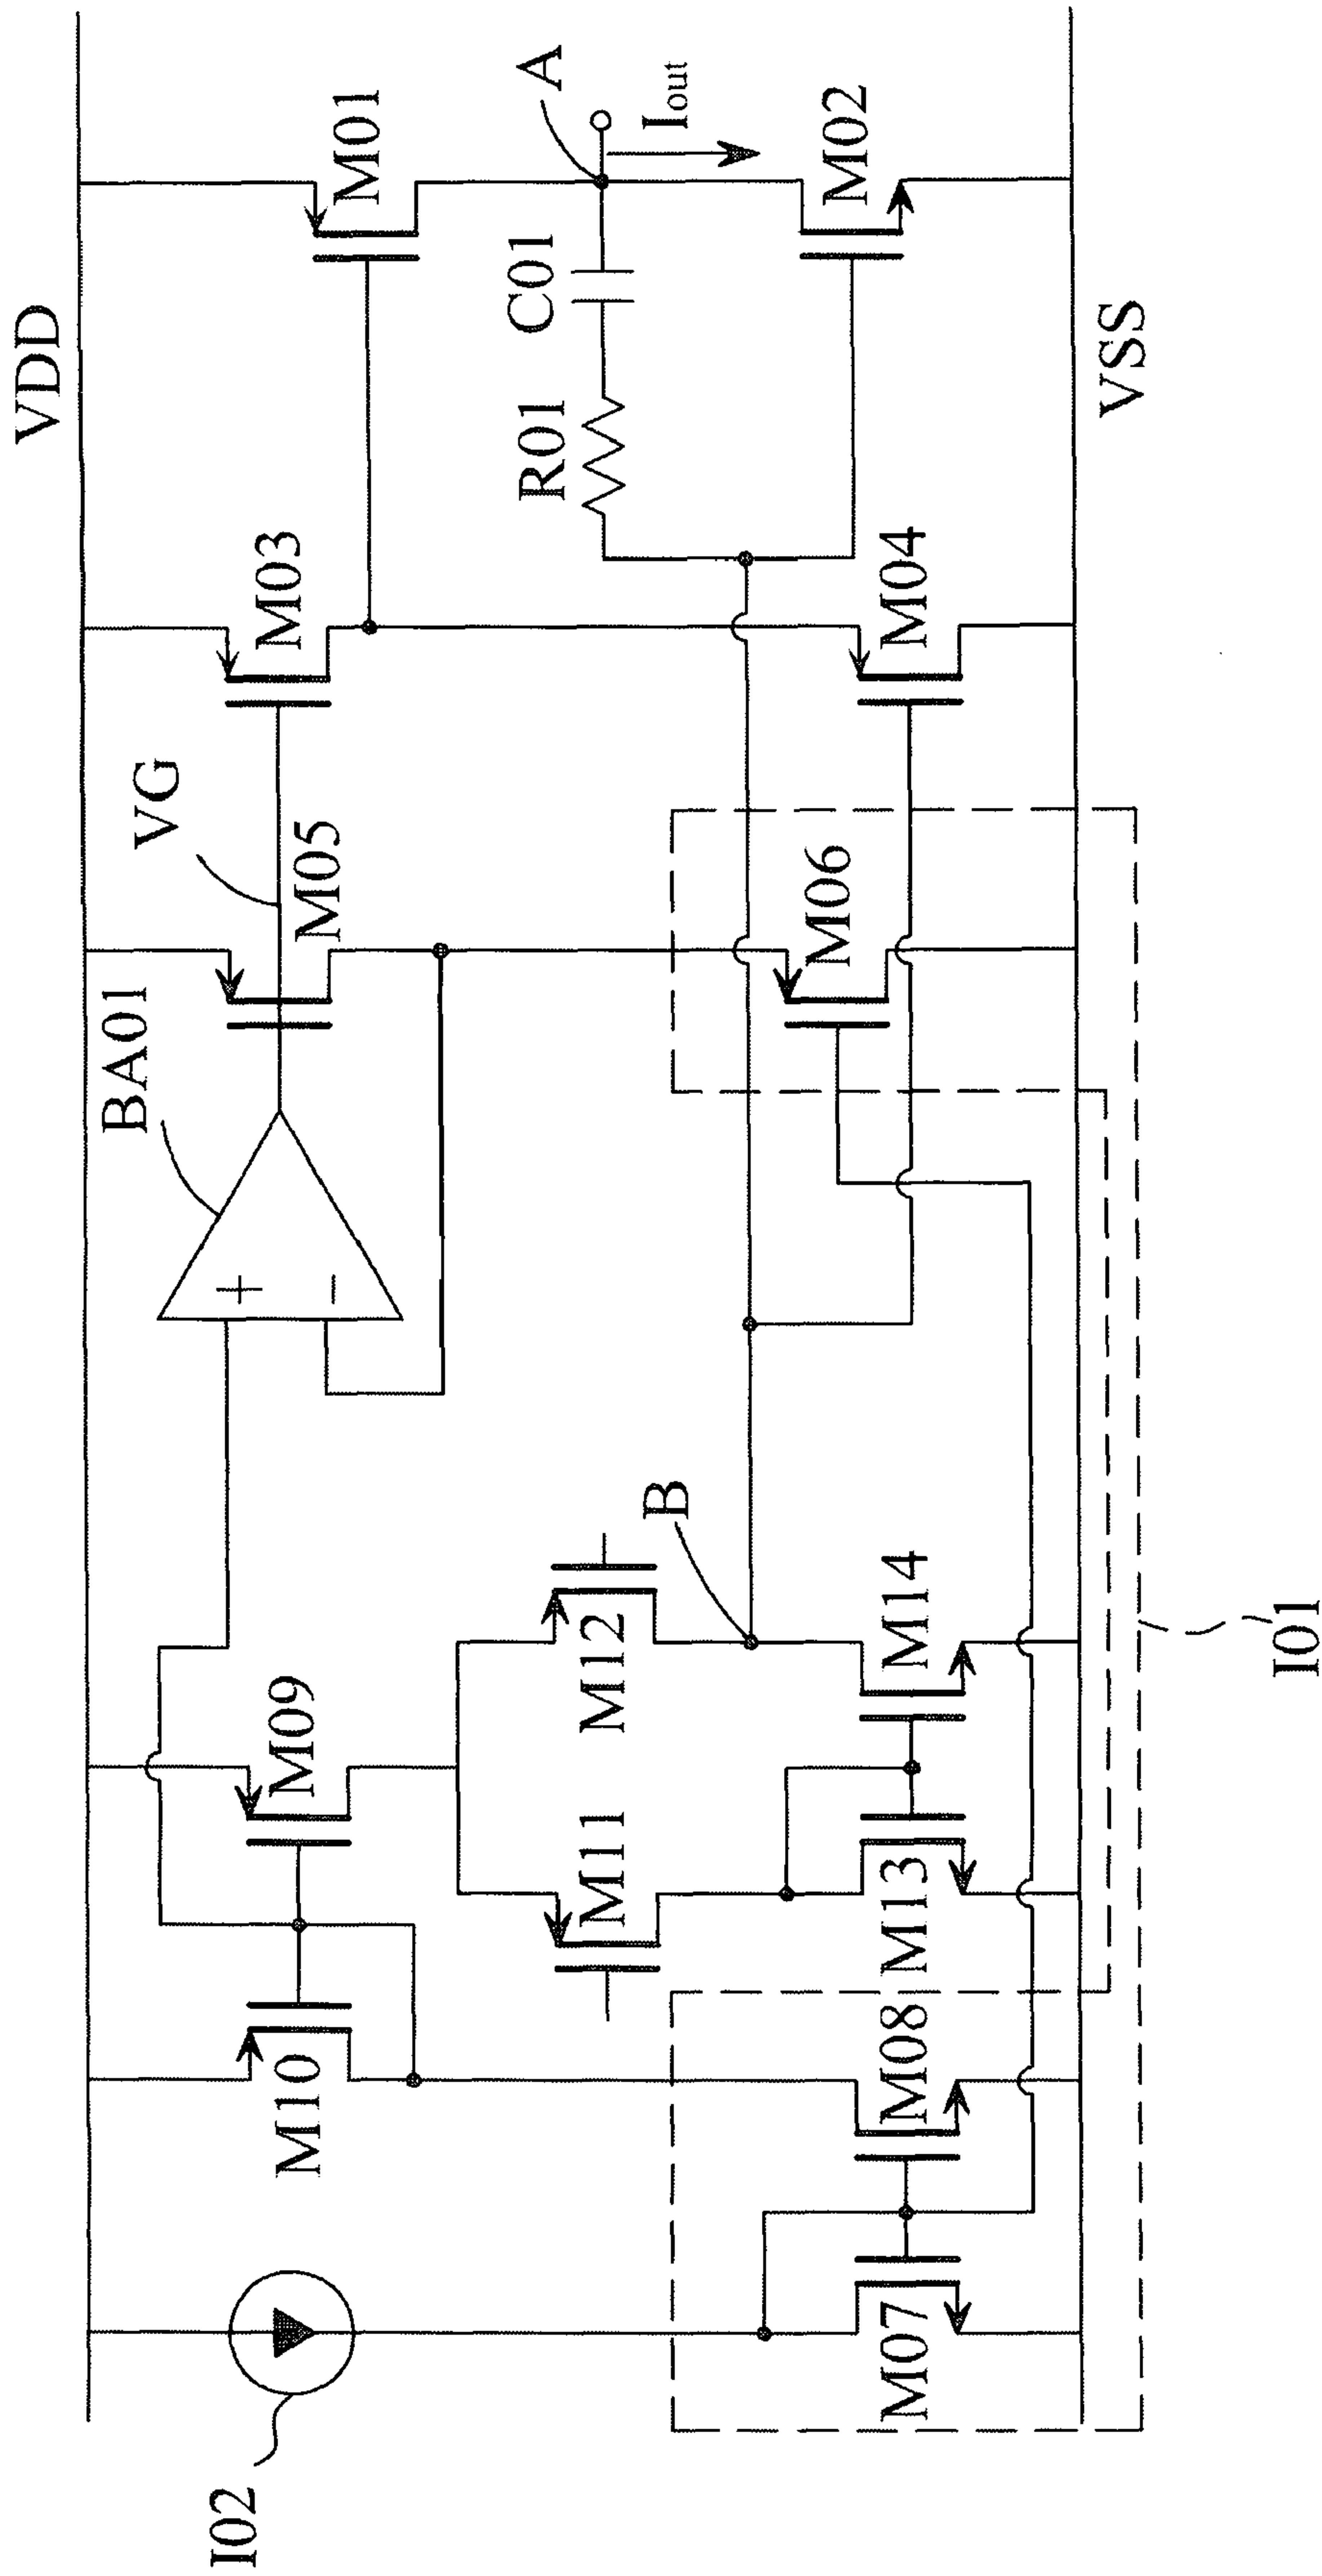 VDD
I02
M10
M09
BA01
+
−
VG
M05
M03
M01
M11
M12
B
R01
C01
A
Iout
M07
M08
M13
M14
M06
M04
M02
I01
VSS